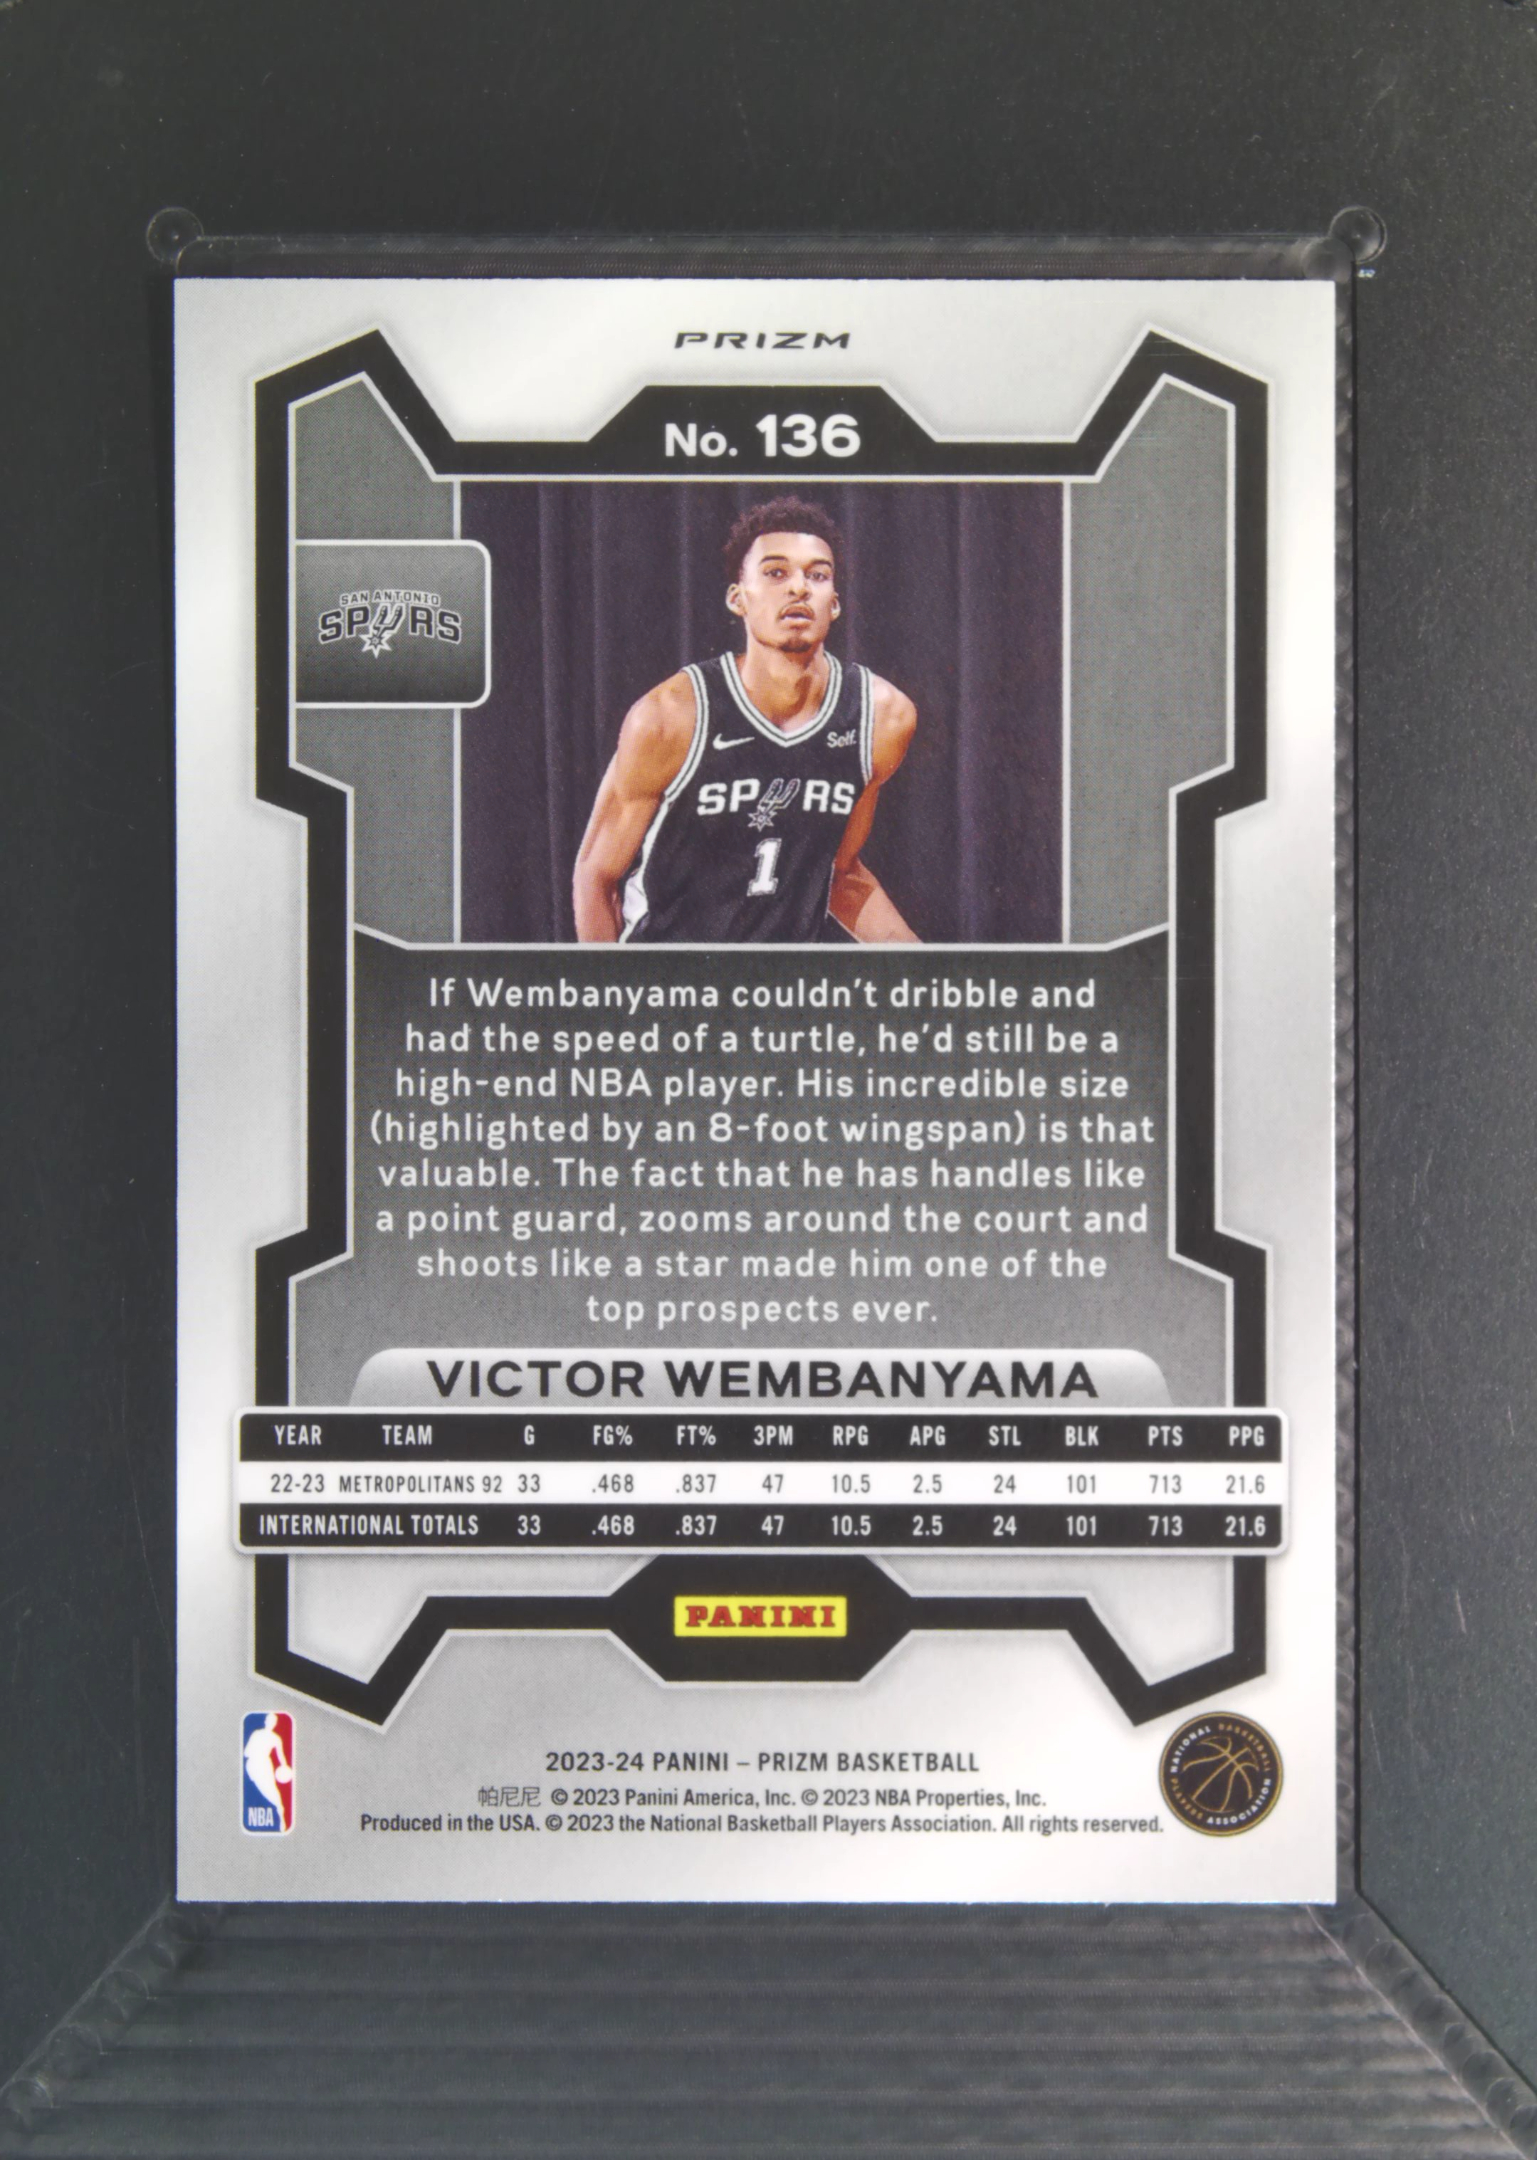 PRIZM
No. 136
SAN ANTONIO
SPURS
Self.
SPURS
1
If Wembanyama couldn't dribble and
had the speed of a turtle, he'd still be a
high-end NBA player. His incredible size
(highlighted by an 8-foot wingspan) is that
valuable. The fact that he has handles like
a point guard, zooms around the court and
shoots like a star made him one of the
top prospects ever.
VICTOR WEMBANYAMA
YEAR TEAM G FG% FT% 3PM RPG APG STL BLK PTS PPG
22-23 METROPOLITANS 92 33 .468 .837 47 10.5 2.5 24 101 713 21.6
INTERNATIONAL TOTALS 33 .468 .837 47 10.5 2.5 24 101 713 21.6
PANINI
NBA
NATIONAL BASKETBALL PLAYERS ASSOCIATION
2023-24 PANINI – PRIZM BASKETBALL
帕尼尼 © 2023 Panini America, Inc. © 2023 NBA Properties, Inc.
Produced in the USA. © 2023 the National Basketball Players Association. All rights reserved.